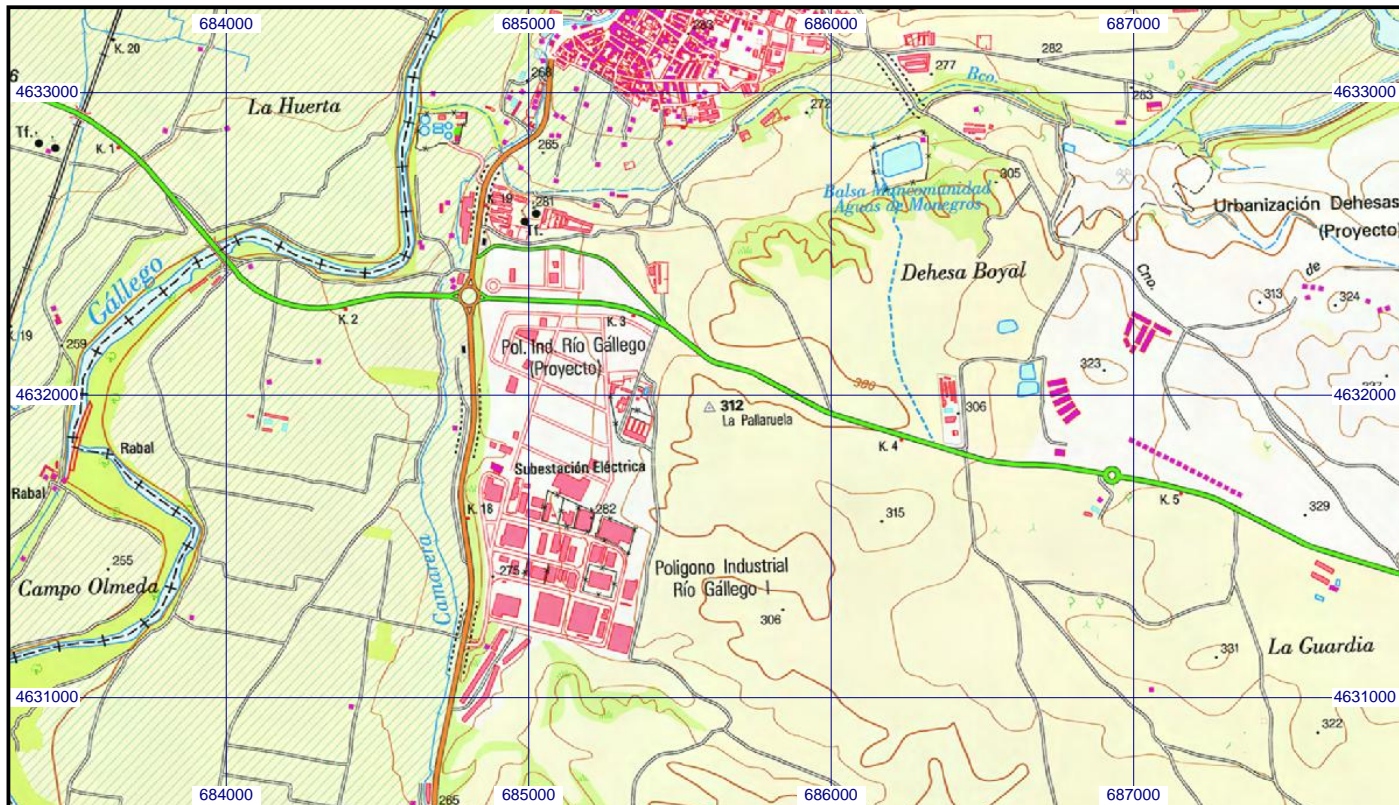 684000
685000
686000
687000
K. 20
283
282
277
268
Rco.
6
4633000
La Huerta
272
283
4633000
Tf.
K. 1
265
305
Balsa Mancomunidad
Aguas de Monegros
K. 19
281
Tf.
Urbanización Dehesas
(Proyecto)
Gállego
Dehesa Boyal
Cno.
de
313
324
K. 2
K. 3
K. 19
259
Pol. Ind. Río Gállego
(Proyecto)
323
4632000
300
4632000
312
La Pallaruela
306
Rabal
K. 4
Subestación Eléctrica
Rabal
K. 5
K. 18
282
315
329
255
Campo Olmeda
275
Camarera
Poligono Industrial
Río Gállego I
306
331
La Guardia
4631000
4631000
322
265
684000
685000
686000
687000